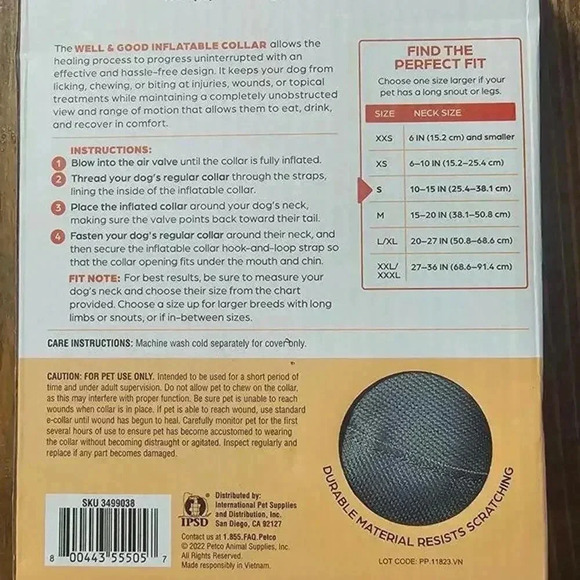 The WELL & GOOD INFLATABLE COLLAR allows the
healing process to progress uninterrupted with an
effective and hassle-free design. It keeps your dog from
licking, chewing, or biting at injuries, wounds, or topical
treatments while maintaining a completely unobstructed
view and range of motion that allows them to eat, drink,
and recover in comfort.
INSTRUCTIONS:
1 Blow into the air valve until the collar is fully inflated.
2 Thread your dog's regular collar through the straps,
lining the inside of the inflatable collar.
3 Place the inflated collar around your dog's neck,
making sure the valve points back toward their tail.
4 Fasten your dog's regular collar around their neck, and
then secure the inflatable collar hook-and-loop strap so
that the collar opening fits under the mouth and chin.
FIT NOTE: For best results, be sure to measure your
dog's neck and choose their size from the chart
provided. Choose a size up for larger breeds with long
limbs or snouts, or if in-between sizes.
FIND THE
PERFECT FIT
Choose one size larger if your
pet has a long snout or legs.
SIZE NECK SIZE
XXS 6 IN (15.2 cm) and smaller
XS 6–10 IN (15.2–25.4 cm)
S 10–15 IN (25.4–38.1 cm)
M 15–20 IN (38.1–50.8 cm)
L/XL 20–27 IN (50.8–68.6 cm)
XXL/
XXXL 27–36 IN (68.6–91.4 cm)
CARE INSTRUCTIONS: Machine wash cold separately for cover only.
CAUTION: FOR PET USE ONLY. Intended to be used for a short period of
time and under adult supervision. Do not allow pet to chew on the collar,
as this may interfere with proper function. Be sure pet is unable to reach
wounds when collar is in place. If pet is able to reach wound, use standard
e-collar until wound has begun to heal. Carefully monitor pet for the first
several hours of use to ensure pet has become accustomed to wearing
the collar without becoming distraught or agitated. Inspect regularly and
replace if any part becomes damaged.
SKU 3499038
8 00443 55505 7
IPSD
Distributed by:
International Pet Supplies
and Distribution, Inc.
San Diego, CA 92127
Contact us at 1.855.FAQ.Petco
© 2022 Petco Animal Supplies, Inc.
All rights reserved.
Made responsibly in Vietnam.
DURABLE MATERIAL RESISTS SCRATCHING
LOT CODE: PP.11823.VN